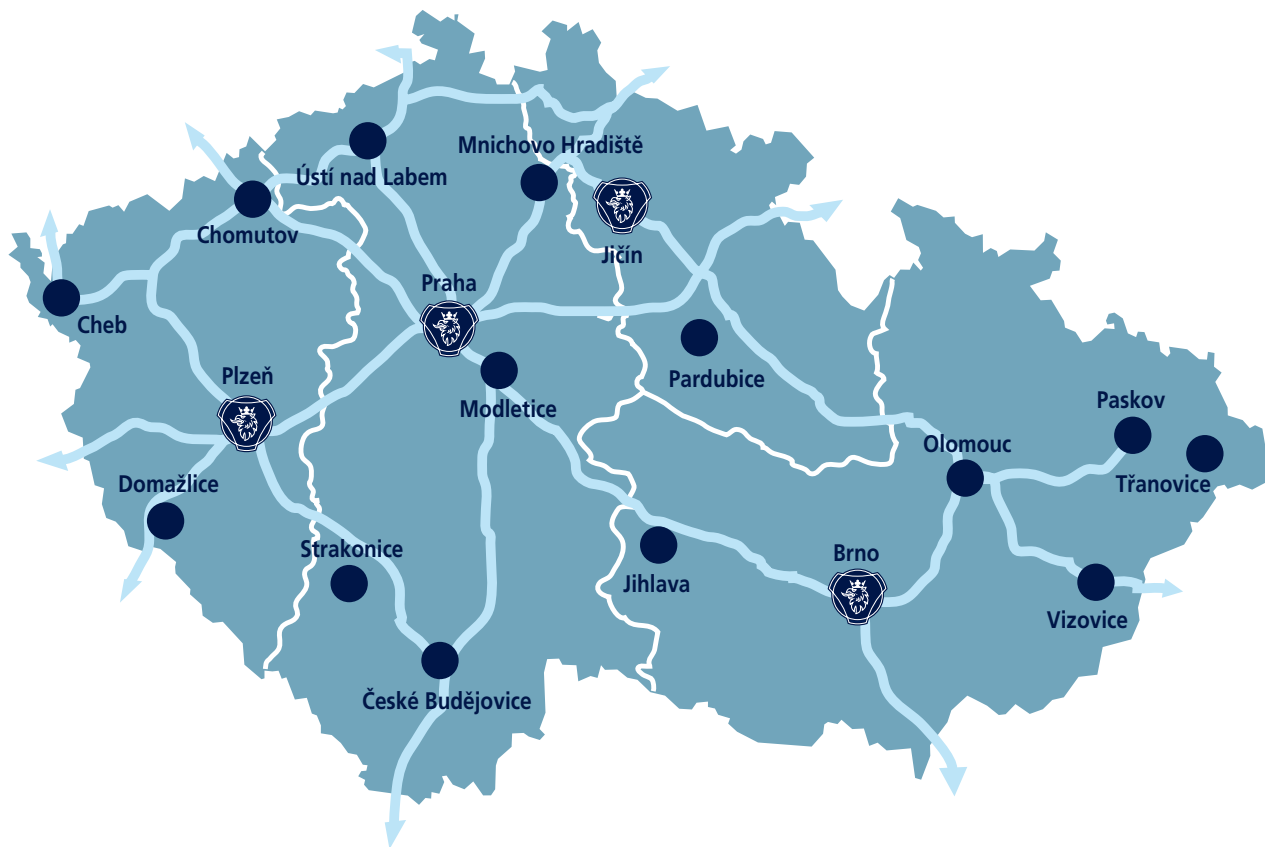 Mnichovo Hradiště
Ústí nad Labem
Chomutov
Jičín
Praha
Cheb
Plzeň
Pardubice
Modletice
Paskov
Olomouc
Domažlice
Třanovice
Strakonice
Brno
Jihlava
Vizovice
České Budějovice